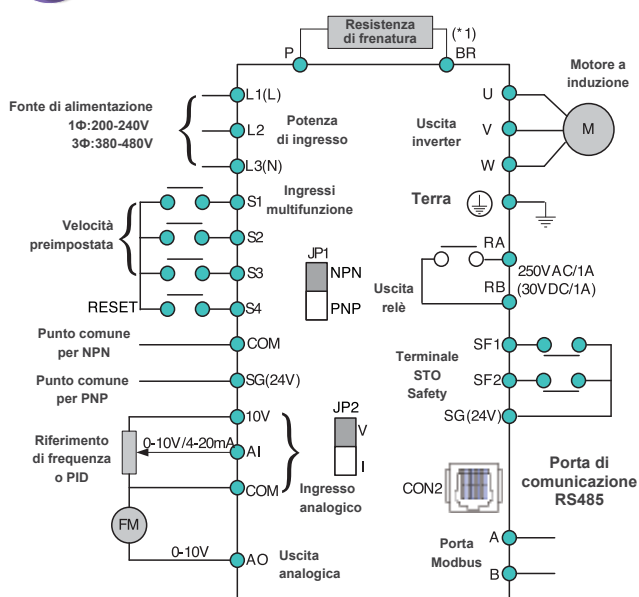 Resistenza
di frenatura
(*1)
P
BR
Motore a
induzione
Fonte di alimentazione
1Φ:200-240V
3Φ:380-480V
L1(L)
L2
L3(N)
Potenza
di ingresso
U
V
W
Uscita
inverter
M
Ingressi
multifunzione
Velocità
preimpostata
RESET
S1
S2
S3
S4
Terra
JP1
NPN
PNP
Uscita
relè
RA
RB
250VAC/1A
(30VDC/1A)
Punto comune
per NPN
COM
Punto comune
per PNP
SG(24V)
Terminale
STO
Safety
SF1
SF2
SG(24V)
Riferimento
di frequenza
o PID
0-10V/4-20mA
10V
AI
COM
Ingresso
analogico
JP2
V
I
CON2
Porta di
comunicazione
RS485
FM
0-10V
AO
Uscita
analogica
Porta
Modbus
A
B